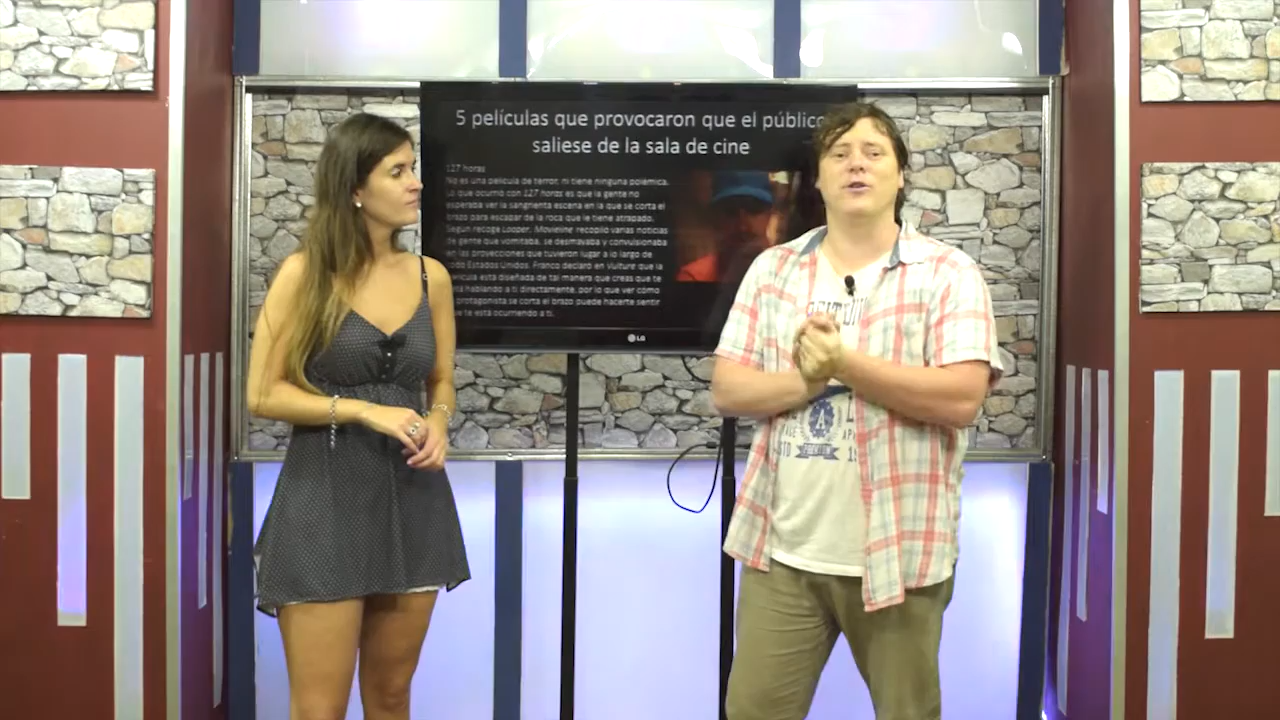 5 películas que provocaron que el público
saliese de la sala de cine
127 horas
No es una película de terror, ni tiene ninguna polémica.
que ocurrió con 127 horas es que la gente no
esperaba ver la sangrienta escena en la que se corta el
brazo para escapar de la roca que le tiene atrapado.
Según recoge Looper, Movieline recopiló varias noticias
de gente que vomitaba, se desmayaba y convulsionaba
en las proyecciones que tuvieron lugar a lo largo de
todo Estados Unidos. Franco declaró en vulture que la
película está diseñada de tal manera que creas que te
está hablando a ti directamente, por lo que ver como
protagonista se corta el brazo puede hacerte sentir
que te está ocurriendo a ti.
LG
A
PREMIUM